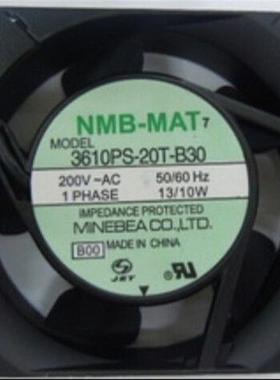 NMB-MAT7
MODEL
3610PS-20T-B30
200V ~AC 50/60 Hz
1 PHASE 13/10W
IMPEDANCE PROTECTED
MINEBEA CO., LTD.
B00 MADE IN CHINA
JET